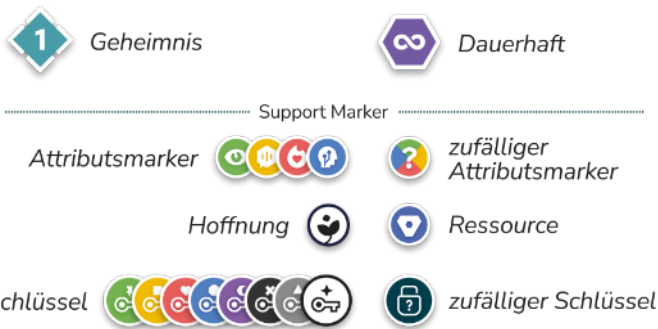 1 Geheimnis
Dauerhaft
Support Marker
Attributsmarker
? zufälliger
Attributsmarker
Hoffnung
Ressource
chlüssel
? zufälliger Schlüssel